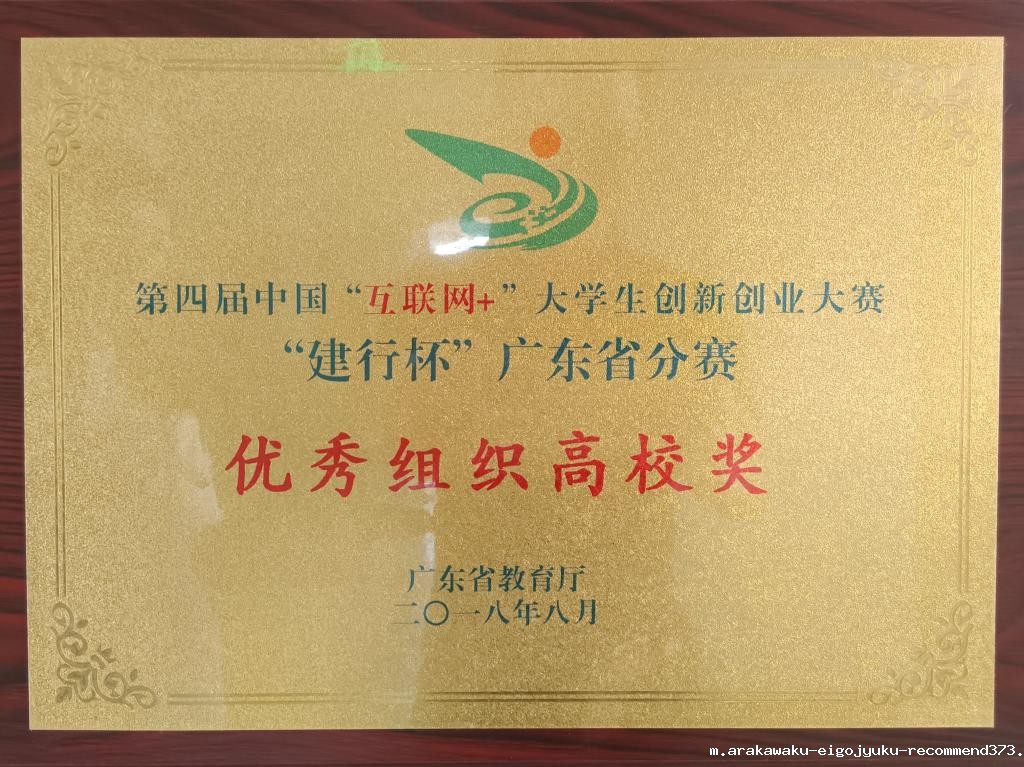 第四届中国“互联网+”大学生创新创业大赛
“建行杯”广东省分赛
优秀组织高校奖
广东省教育厅
二〇一八年八月
m.arakawaku-eigojyuku-recommend373.